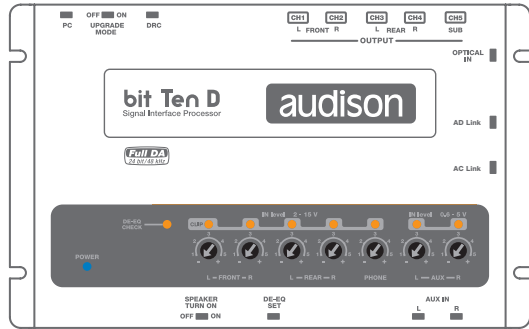 OFF ON
PC UPGRADE MODE DRC
CH1 CH2 CH3 CH4 CH5
L FRONT R L REAR R SUB
OUTPUT
OPTICAL IN
bit Ten D
Signal Interface Processor
audison
AD Link
Full DA
24 bit/48 kHz
AC Link
IN level 2 - 15 V IN level 0,6 - 5 V
DE-EQ CHECK
CLIP
POWER
L FRONT R L REAR R PHONE L AUX R
SPEAKER TURN ON
OFF ON
DE-EQ SET
AUX IN
L R